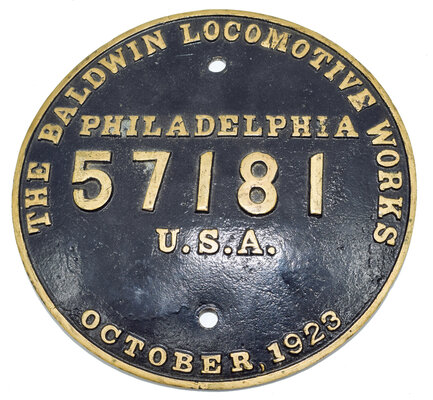 THE BALDWIN LOCOMOTIVE WORKS
PHILADELPHIA
57181
U.S.A.
OCTOBER, 1923